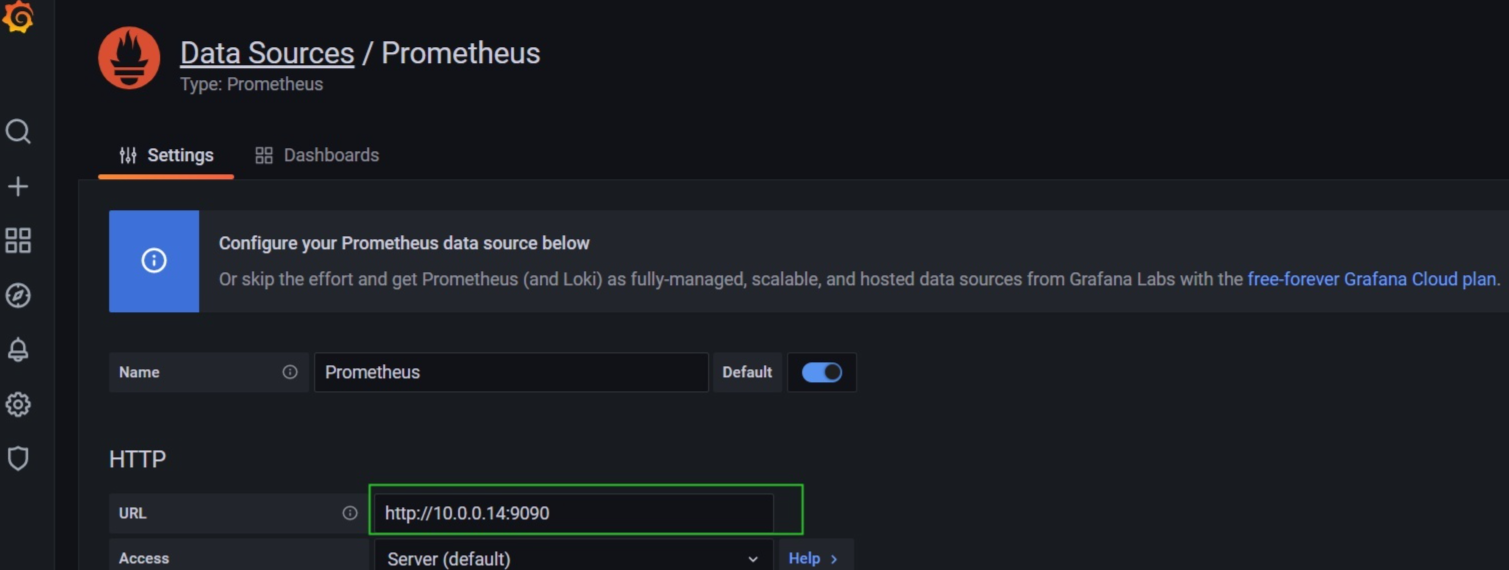 Data Sources / Prometheus
Type: Prometheus
Settings Dashboards
Configure your Prometheus data source below
Or skip the effort and get Prometheus (and Loki) as fully-managed, scalable, and hosted data sources from Grafana Labs with the free-forever Grafana Cloud plan.
Name Prometheus Default
HTTP
URL http://10.0.0.14:9090
Access Server (default) Help >